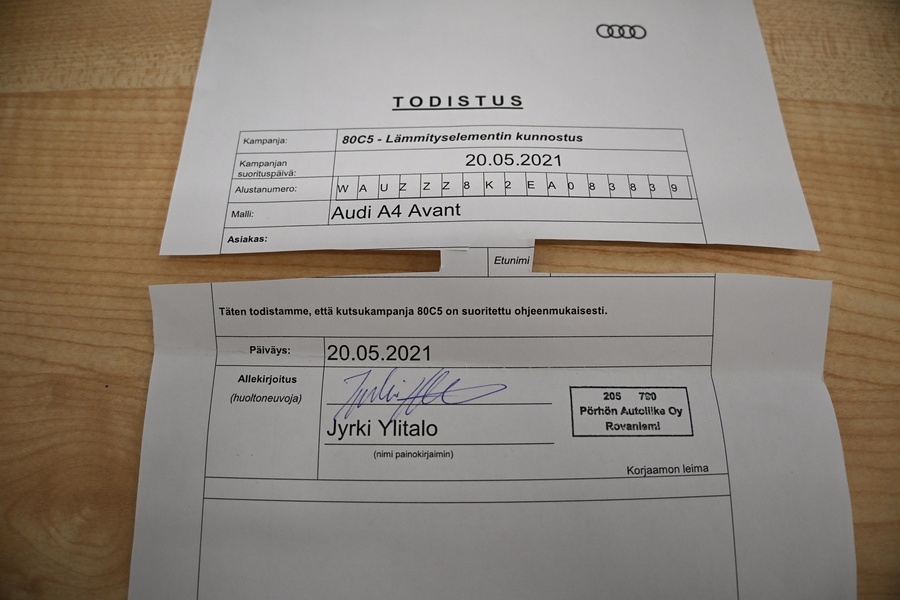 TODISTUS
Kampanja: 80C5 - Lämmityselementin kunnostus
Kampanjan suorituspäivä: 20.05.2021
Alustanumero: W A U Z Z Z 8 K 2 E A 0 8 3 8 3 9
Malli: Audi A4 Avant
Asiakas:
Etunimi
Täten todistamme, että kutsukampanja 80C5 on suoritettu ohjeenmukaisesti.
Päiväys: 20.05.2021
Allekirjoitus
(huoltoneuvoja)
Jyrki Ylitalo
(nimi painokirjaimin)
205 780
Pörhön Autoliike Oy
Rovaniemi
Korjaamon leima